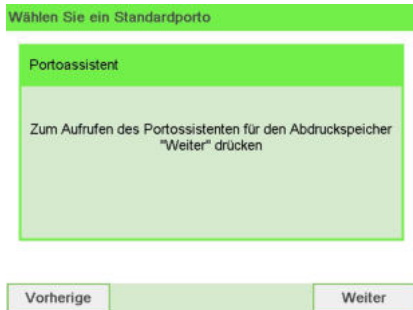 Wählen Sie ein Standardporto
Portoassistent
Zum Aufrufen des Portossistenten für den Abdruckspeicher
"Weiter" drücken
Vorherige
Weiter